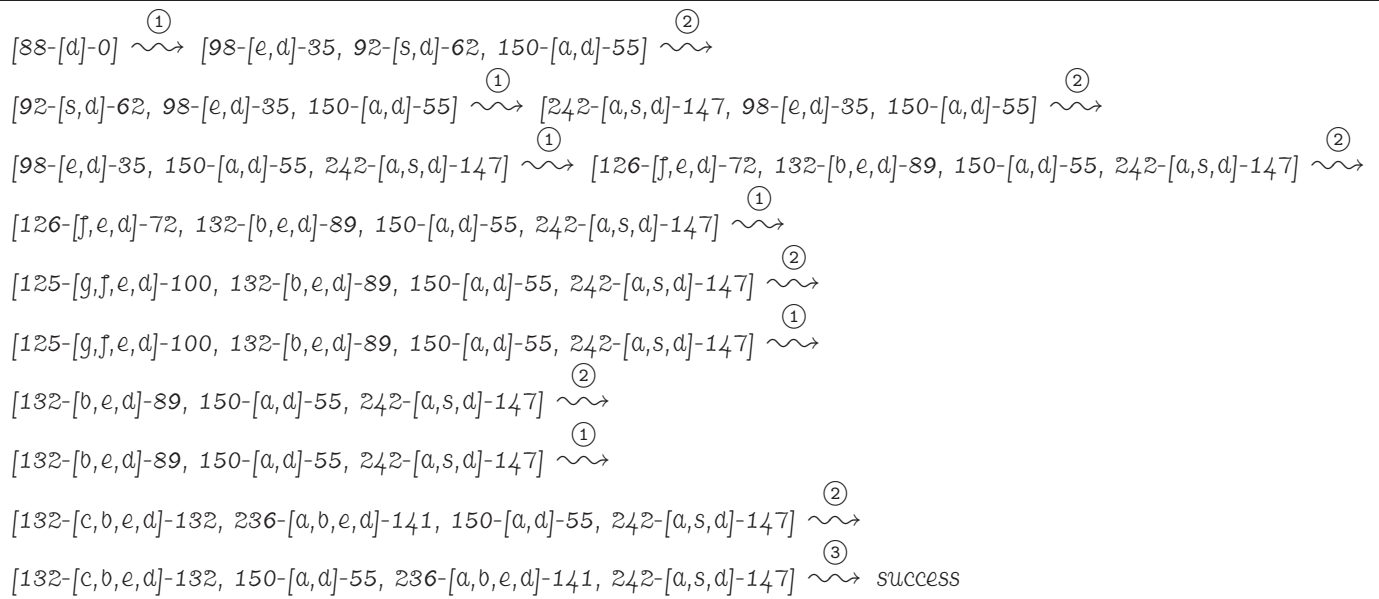 [88-[d]-0] ① ⇝ [98-[e,d]-35, 92-[s,d]-62, 150-[a,d]-55] ② ⇝
[92-[s,d]-62, 98-[e,d]-35, 150-[a,d]-55] ① ⇝ [242-[a,s,d]-147, 98-[e,d]-35, 150-[a,d]-55] ② ⇝
[98-[e,d]-35, 150-[a,d]-55, 242-[a,s,d]-147] ① ⇝ [126-[f,e,d]-72, 132-[b,e,d]-89, 150-[a,d]-55, 242-[a,s,d]-147] ② ⇝
[126-[f,e,d]-72, 132-[b,e,d]-89, 150-[a,d]-55, 242-[a,s,d]-147] ① ⇝
[125-[g,f,e,d]-100, 132-[b,e,d]-89, 150-[a,d]-55, 242-[a,s,d]-147] ② ⇝
[125-[g,f,e,d]-100, 132-[b,e,d]-89, 150-[a,d]-55, 242-[a,s,d]-147] ① ⇝
[132-[b,e,d]-89, 150-[a,d]-55, 242-[a,s,d]-147] ② ⇝
[132-[b,e,d]-89, 150-[a,d]-55, 242-[a,s,d]-147] ① ⇝
[132-[c,b,e,d]-132, 236-[a,b,e,d]-141, 150-[a,d]-55, 242-[a,s,d]-147] ② ⇝
[132-[c,b,e,d]-132, 150-[a,d]-55, 236-[a,b,e,d]-141, 242-[a,s,d]-147] ③ ⇝ success